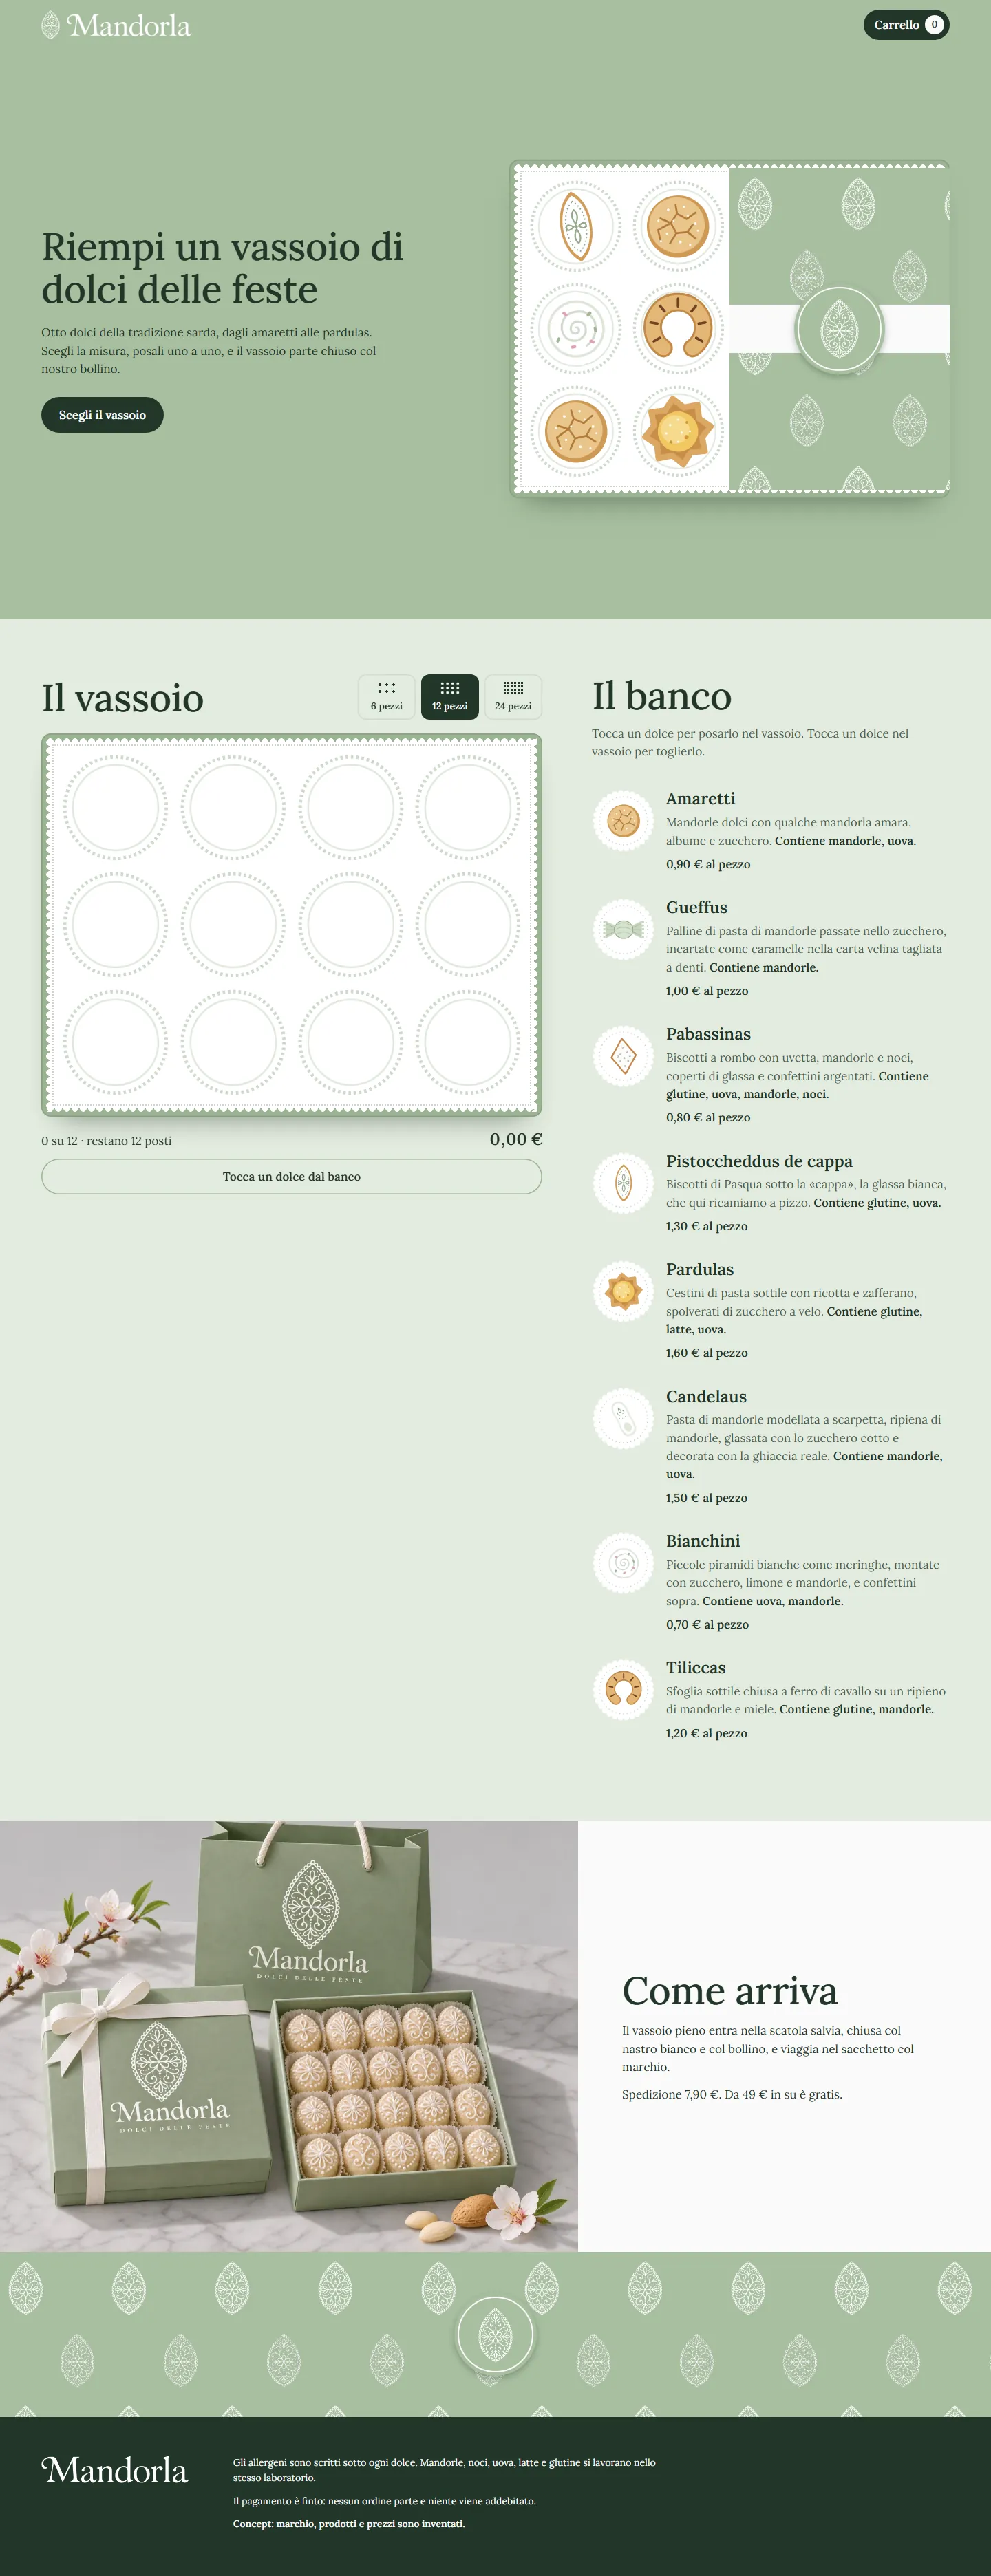 Mandorla
Carrello 0
Riempi un vassoio di
dolci delle feste
Otto dolci della tradizione sarda, dagli amaretti alle pardulas.
Scegli la misura, posali uno a uno, e il vassoio parte chiuso col
nostro bollino.
Scegli il vassoio
Il vassoio
6 pezzi
12 pezzi
24 pezzi
0 su 12 · restano 12 posti
0,00 €
Tocca un dolce dal banco
Il banco
Tocca un dolce per posarlo nel vassoio. Tocca un dolce nel
vassoio per toglierlo.
Amaretti
Mandorle dolci con qualche mandorla amara,
albume e zucchero. Contiene mandorle, uova.
0,90 € al pezzo
Gueffus
Palline di pasta di mandorle passate nello zucchero,
incartate come caramelle nella carta velina tagliata
a denti. Contiene mandorle.
1,00 € al pezzo
Pabassinas
Biscotti a rombo con uvetta, mandorle e noci,
coperti di glassa e confettini argentati. Contiene
glutine, uova, mandorle, noci.
0,80 € al pezzo
Pistoccheddus de cappa
Biscotti di Pasqua sotto la «cappa», la glassa bianca,
che qui ricamiamo a pizzo. Contiene glutine, uova.
1,30 € al pezzo
Pardulas
Cestini di pasta sottile con ricotta e zafferano,
spolverati di zucchero a velo. Contiene glutine,
latte, uova.
1,60 € al pezzo
Candelaus
Pasta di mandorle modellata a scarpetta, ripiena di
mandorle, glassata con lo zucchero cotto e
decorata con la ghiaccia reale. Contiene mandorle,
uova.
1,50 € al pezzo
Bianchini
Piccole piramidi bianche come meringhe, montate
con zucchero, limone e mandorle, e confettini
sopra. Contiene uova, mandorle.
0,70 € al pezzo
Tiliccas
Sfoglia sottile chiusa a ferro di cavallo su un ripieno
di mandorle e miele. Contiene glutine, mandorle.
1,20 € al pezzo
Mandorla
DOLCI DELLE FESTE
Mandorla
DOLCI DELLE FESTE
Come arriva
Il vassoio pieno entra nella scatola salvia, chiusa col
nastro bianco e col bollino, e viaggia nel sacchetto col
marchio.
Spedizione 7,90 €. Da 49 € in su è gratis.
Mandorla
Gli allergeni sono scritti sotto ogni dolce. Mandorle, noci, uova, latte e glutine si lavorano nello
stesso laboratorio.
Il pagamento è finto: nessun ordine parte e niente viene addebitato.
Concept: marchio, prodotti e prezzi sono inventati.